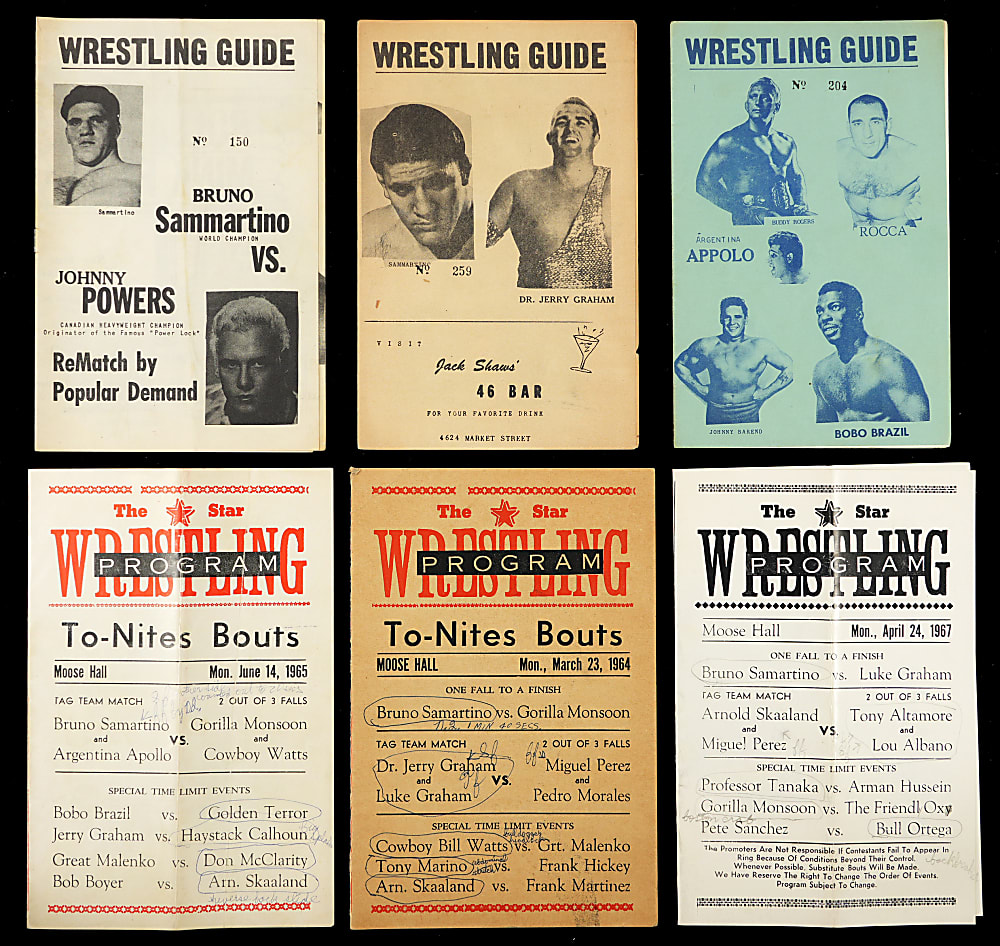 WRESTLING GUIDE
Sammartino
Nº 150
BRUNO
Sammartino
WORLD CHAMPION
VS.
JOHNNY
POWERS
CANADIAN HEAVYWEIGHT CHAMPION
Originator of the Famous "Power Lock"
ReMatch by
Popular Demand
WRESTLING GUIDE
SAMMARTINO
Nº 259
DR. JERRY GRAHAM
VISIT
Jack Shaws'
46 BAR
FOR YOUR FAVORITE DRINK
4624 MARKET STREET
WRESTLING GUIDE
Nº 204
BUDDY ROGERS
ROCCA
ARGENTINA
APPOLO
JOHNNY BAREND
BOBO BRAZIL
The Star
WRESTLING
PROGRAM
To-Nites Bouts
Moose Hall Mon. June 14, 1965
TAG TEAM MATCH 2 OUT OF 3 FALLS
Bruno Samartino Gorilla Monsoon
and VS. and
Argentina Apollo Cowboy Watts
SPECIAL TIME LIMIT EVENTS
Bobo Brazil vs. Golden Terror
Jerry Graham vs. Haystack Calhoun
Great Malenko vs. Don McClarity
Bob Boyer vs. Arn. Skaaland
The Star
WRESTLING
PROGRAM
To-Nites Bouts
MOOSE HALL Mon., March 23, 1964
ONE FALL TO A FINISH
Bruno Samartino vs. Gorilla Monsoon
1 MIN 40 SECS.
TAG TEAM MATCH 2 OUT OF 3 FALLS
Dr. Jerry Graham Miguel Perez
and VS. and
Luke Graham Pedro Morales
SPECIAL TIME LIMIT EVENTS
Cowboy Bill Watts vs. Grt. Malenko
Tony Marino vs. Frank Hickey
Arn. Skaaland vs. Frank Martinez
The Star
WRESTLING
PROGRAM
Moose Hall Mon., April 24, 1967
ONE FALL TO A FINISH
Bruno Samartino vs. Luke Graham
TAG TEAM MATCH 2 OUT OF 3 FALLS
Arnold Skaaland Tony Altamore
and VS. and
Miguel Perez Lou Albano
SPECIAL TIME LIMIT EVENTS
Professor Tanaka vs. Arman Hussein
Gorilla Monsoon vs. The Friendl Oxy
Pete Sanchez vs. Bull Ortega
The Promoters Are Not Responsible If Contestants Fail To Appear In
Ring Because Of Conditions Beyond Their Control.
Whenever Possible, Substitute Bouts Will Be Made.
We Have Reserve The Right To Change The Order Of Events.
Program Subject To Change.